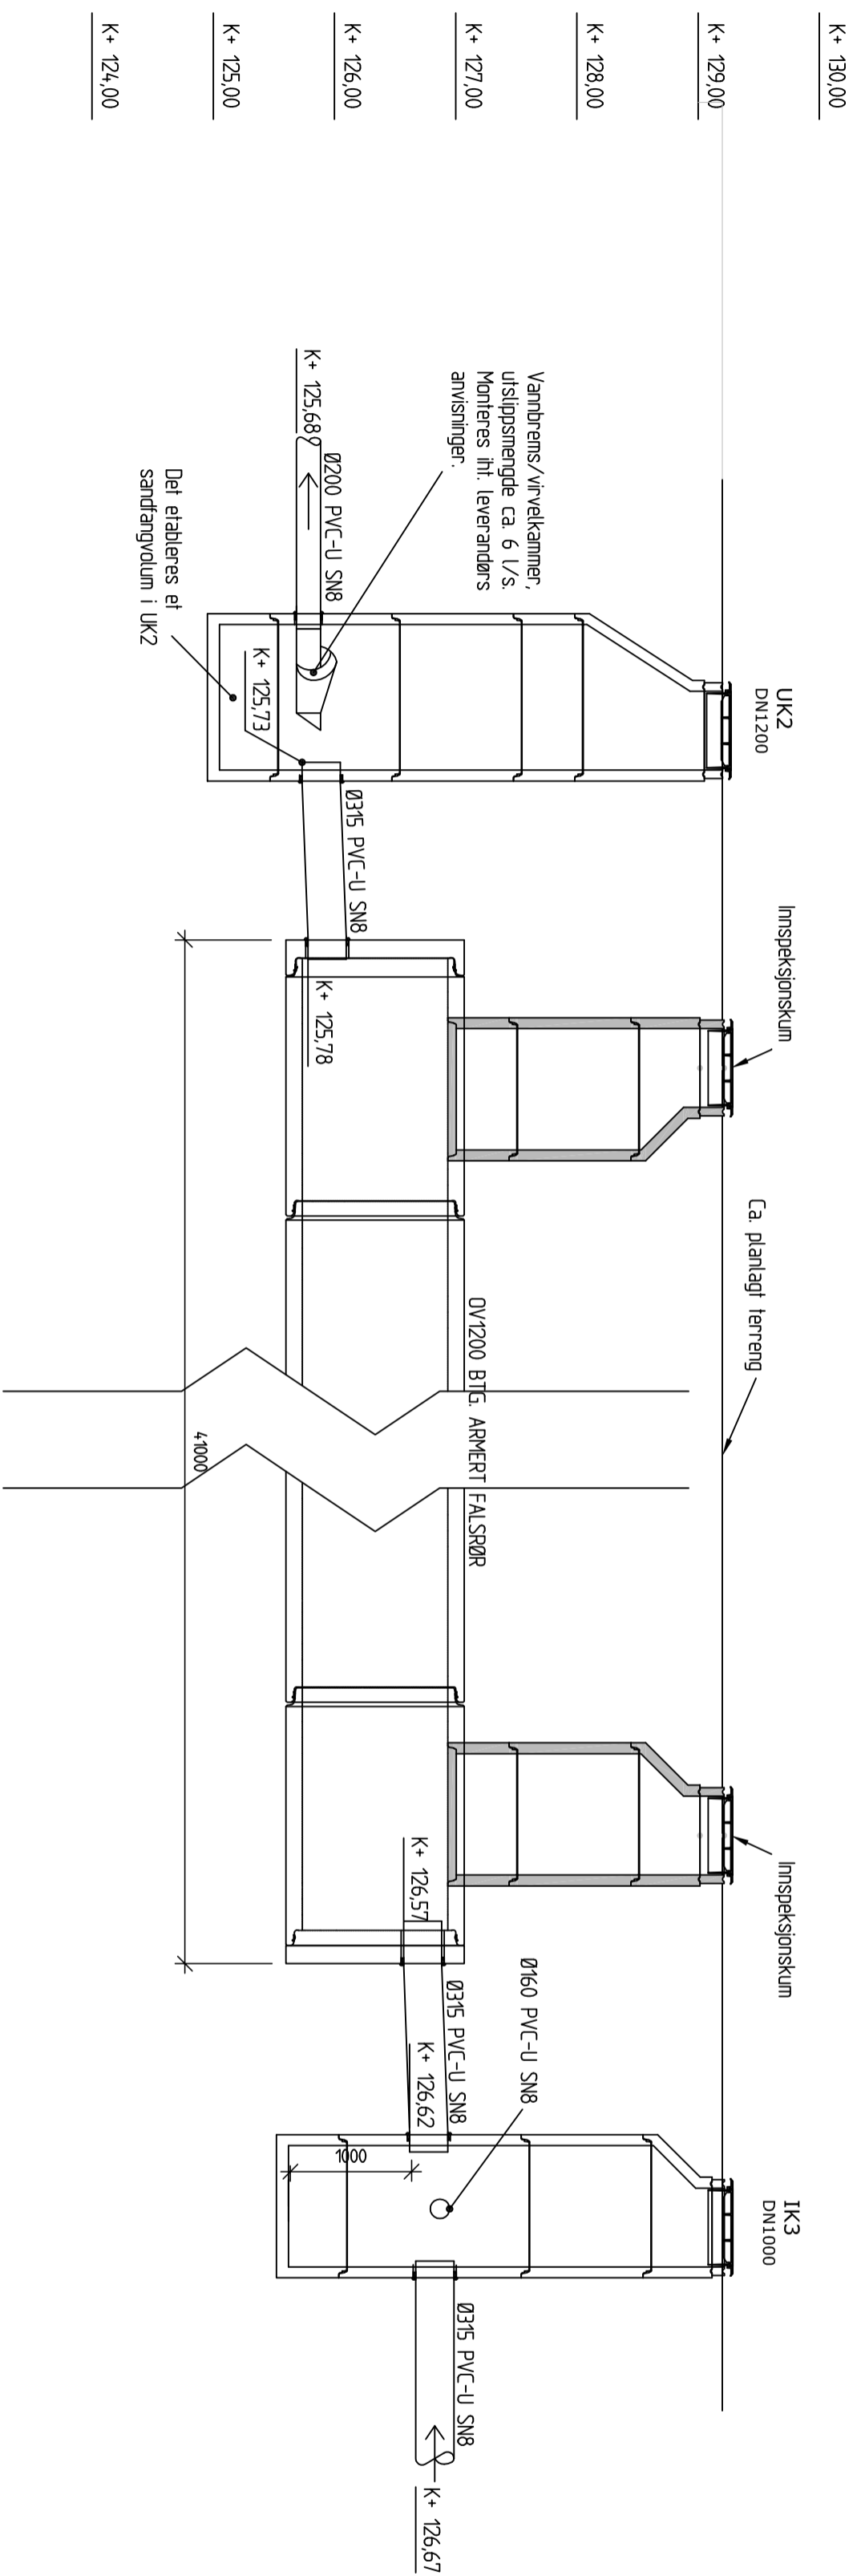 K+ 130,00
K+ 129,00
K+ 128,00
K+ 127,00
K+ 126,00
K+ 125,00
K+ 124,00
UK2
DN1200
Innspeksjonskum
Ca. planlagt terreng
Innspeksjonskum
IK3
DN1000
Vannbrems/virvelkammer,
utslippsmengde ca. 6 l/s.
Monteres iht. leverandørs
anvisninger.
Ø200 PVC-U SN8
K+ 125,68
Det etableres et
sandfangvolum i UK2
K+ 125,73
Ø315 PVC-U SN8
K+ 125,78
OV1200 BTG. ARMERT FALSRØR
41000
K+ 126,57
Ø315 PVC-U SN8
K+ 126,62
Ø160 PVC-U SN8
1000
Ø315 PVC-U SN8
K+ 126,67